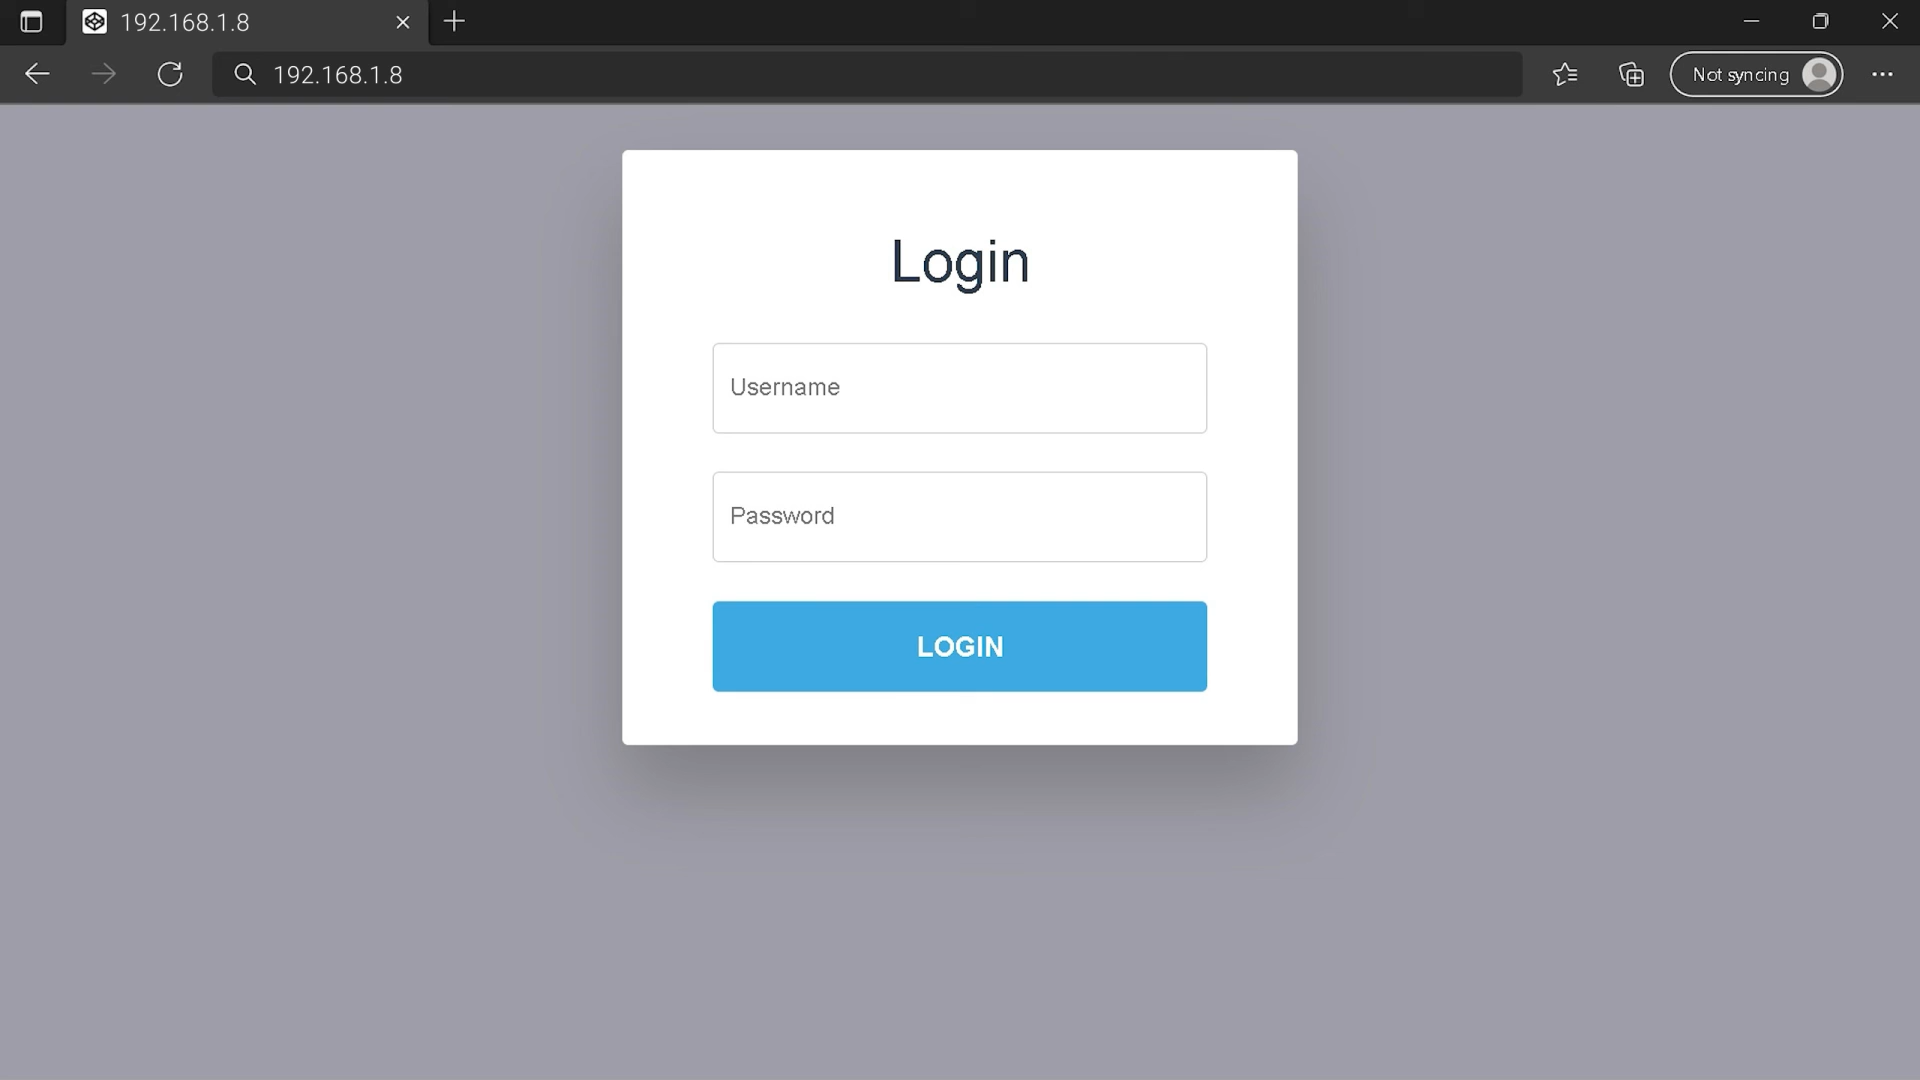 192.168.1.8
192.168.1.8
Not syncing
Login
Username
Password
LOGIN